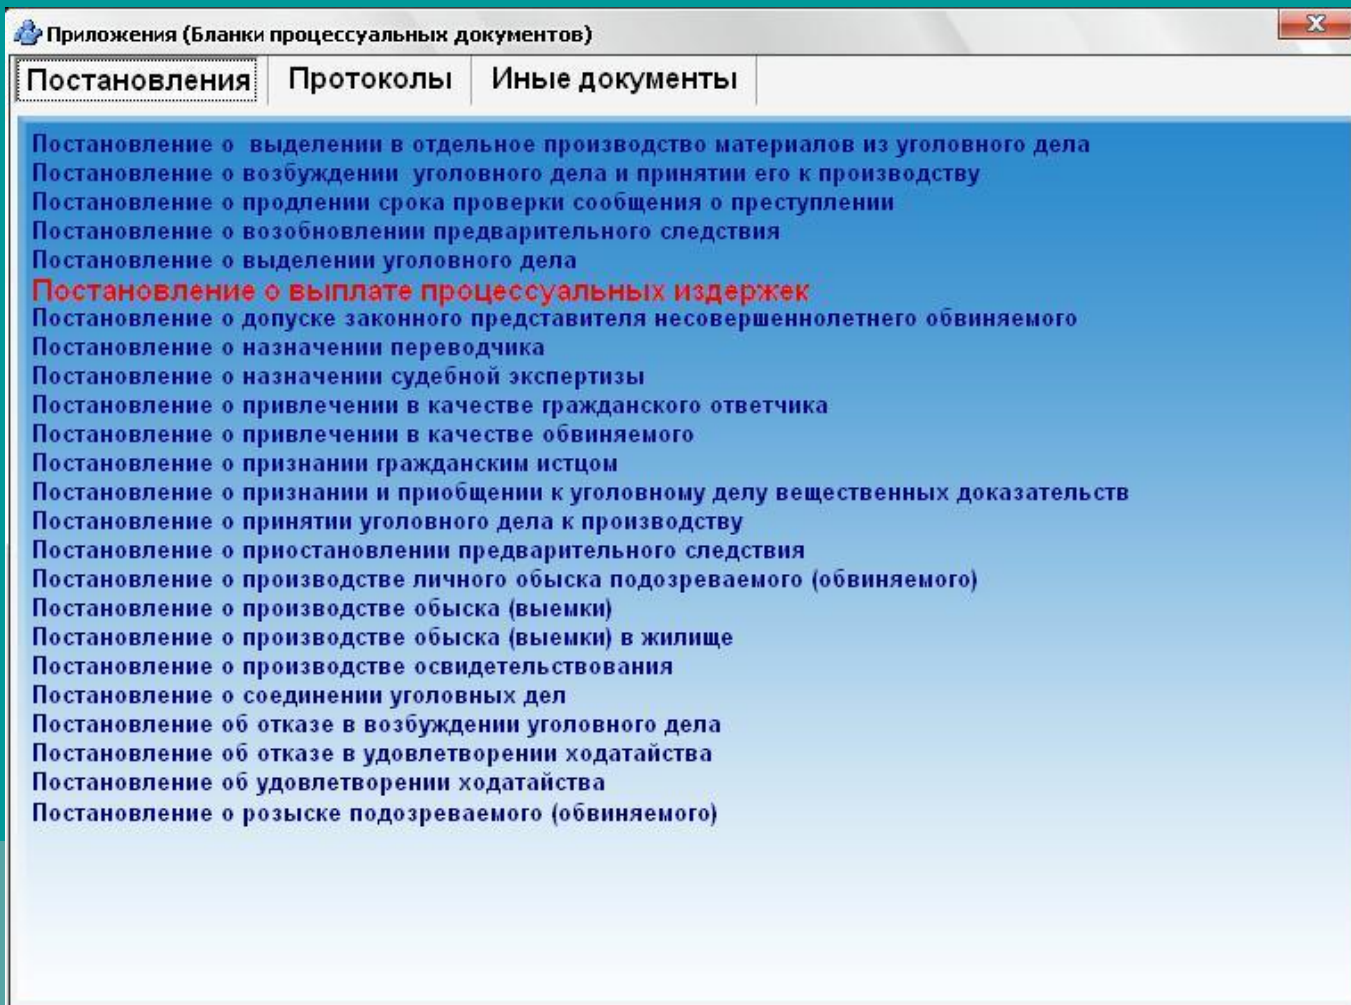 Приложения (Бланки процессуальных документов)
Постановления Протоколы Иные документы
Постановление о выделении в отдельное производство материалов из уголовного дела
Постановление о возбуждении уголовного дела и принятии его к производству
Постановление о продлении срока проверки сообщения о преступлении
Постановление о возобновлении предварительного следствия
Постановление о выделении уголовного дела
Постановление о выплате процессуальных издержек
Постановление о допуске законного представителя несовершеннолетнего обвиняемого
Постановление о назначении переводчика
Постановление о назначении судебной экспертизы
Постановление о привлечении в качестве гражданского ответчика
Постановление о привлечении в качестве обвиняемого
Постановление о признании гражданским истцом
Постановление о признании и приобщении к уголовному делу вещественных доказательств
Постановление о принятии уголовного дела к производству
Постановление о приостановлении предварительного следствия
Постановление о производстве личного обыска подозреваемого (обвиняемого)
Постановление о производстве обыска (выемки)
Постановление о производстве обыска (выемки) в жилище
Постановление о производстве освидетельствования
Постановление о соединении уголовных дел
Постановление об отказе в возбуждении уголовного дела
Постановление об отказе в удовлетворении ходатайства
Постановление об удовлетворении ходатайства
Постановление о розыске подозреваемого (обвиняемого)